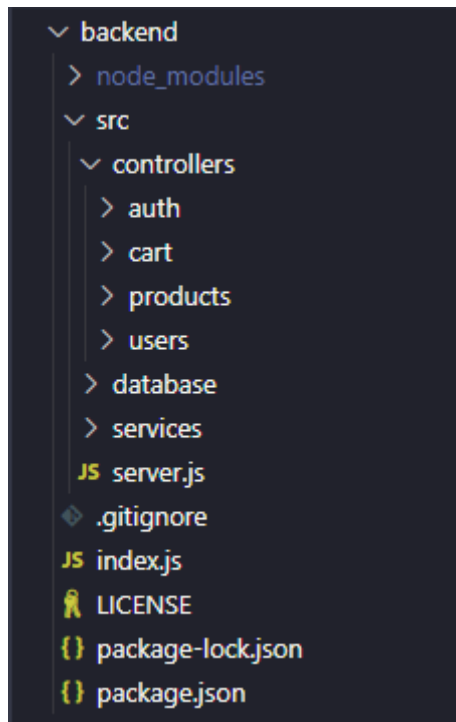 backend
node_modules
src
controllers
auth
cart
products
users
database
services
JS server.js
.gitignore
JS index.js
LICENSE
{} package-lock.json
{} package.json